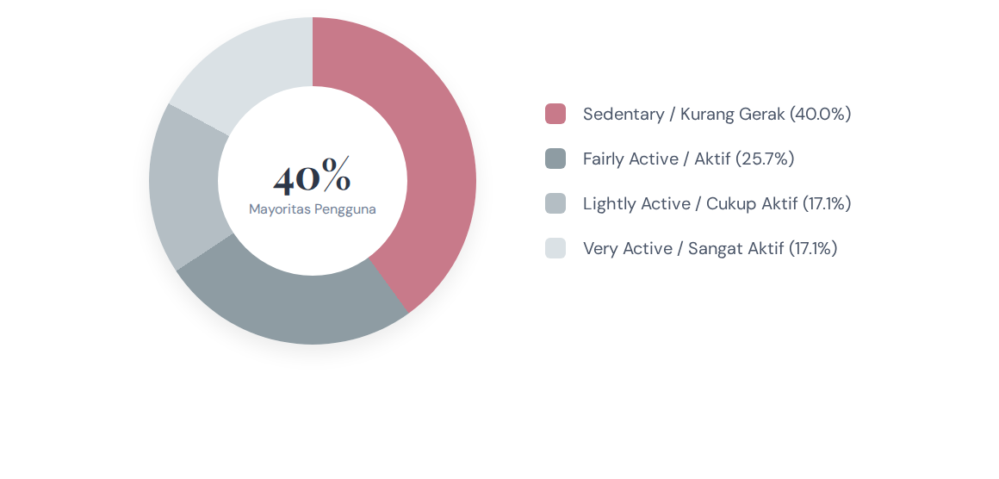 40%
Mayoritas Pengguna
Sedentary / Kurang Gerak (40.0%)
Fairly Active / Aktif (25.7%)
Lightly Active / Cukup Aktif (17.1%)
Very Active / Sangat Aktif (17.1%)